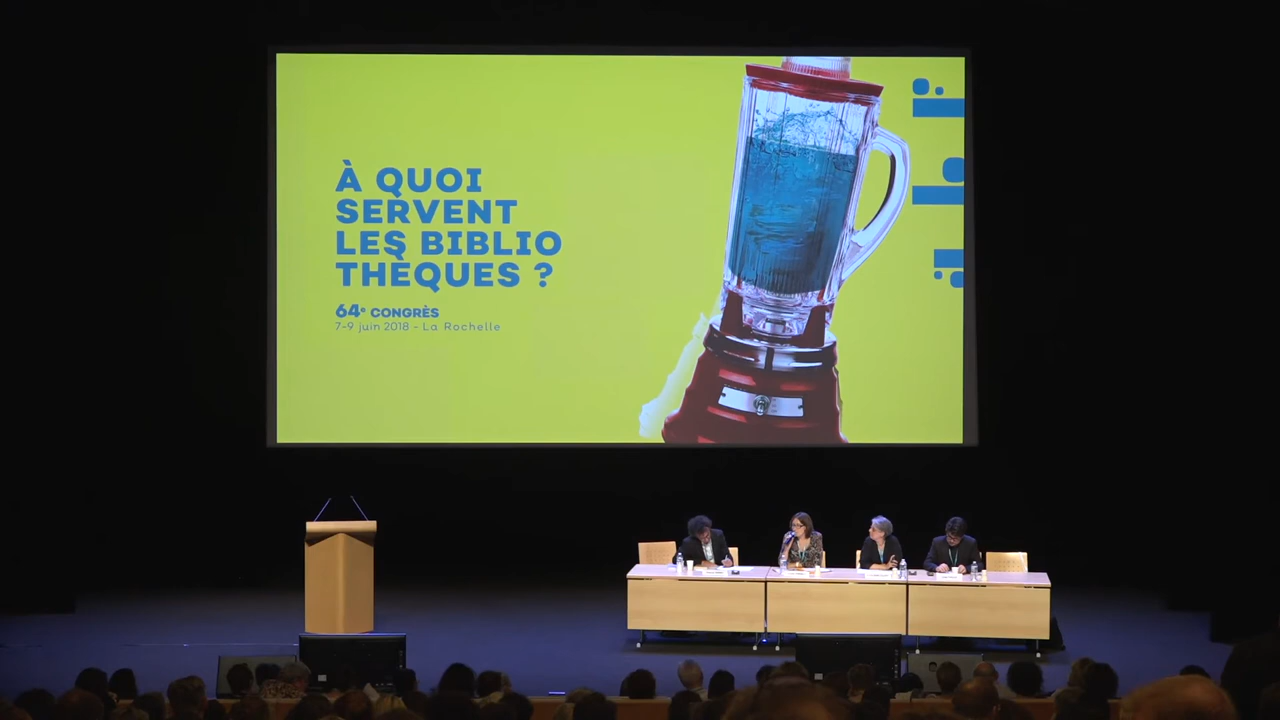 À QUOI
SERVENT
LES BIBLIO
THÈQUES ?
64e CONGRÈS
7-9 juin 2018 - La Rochelle